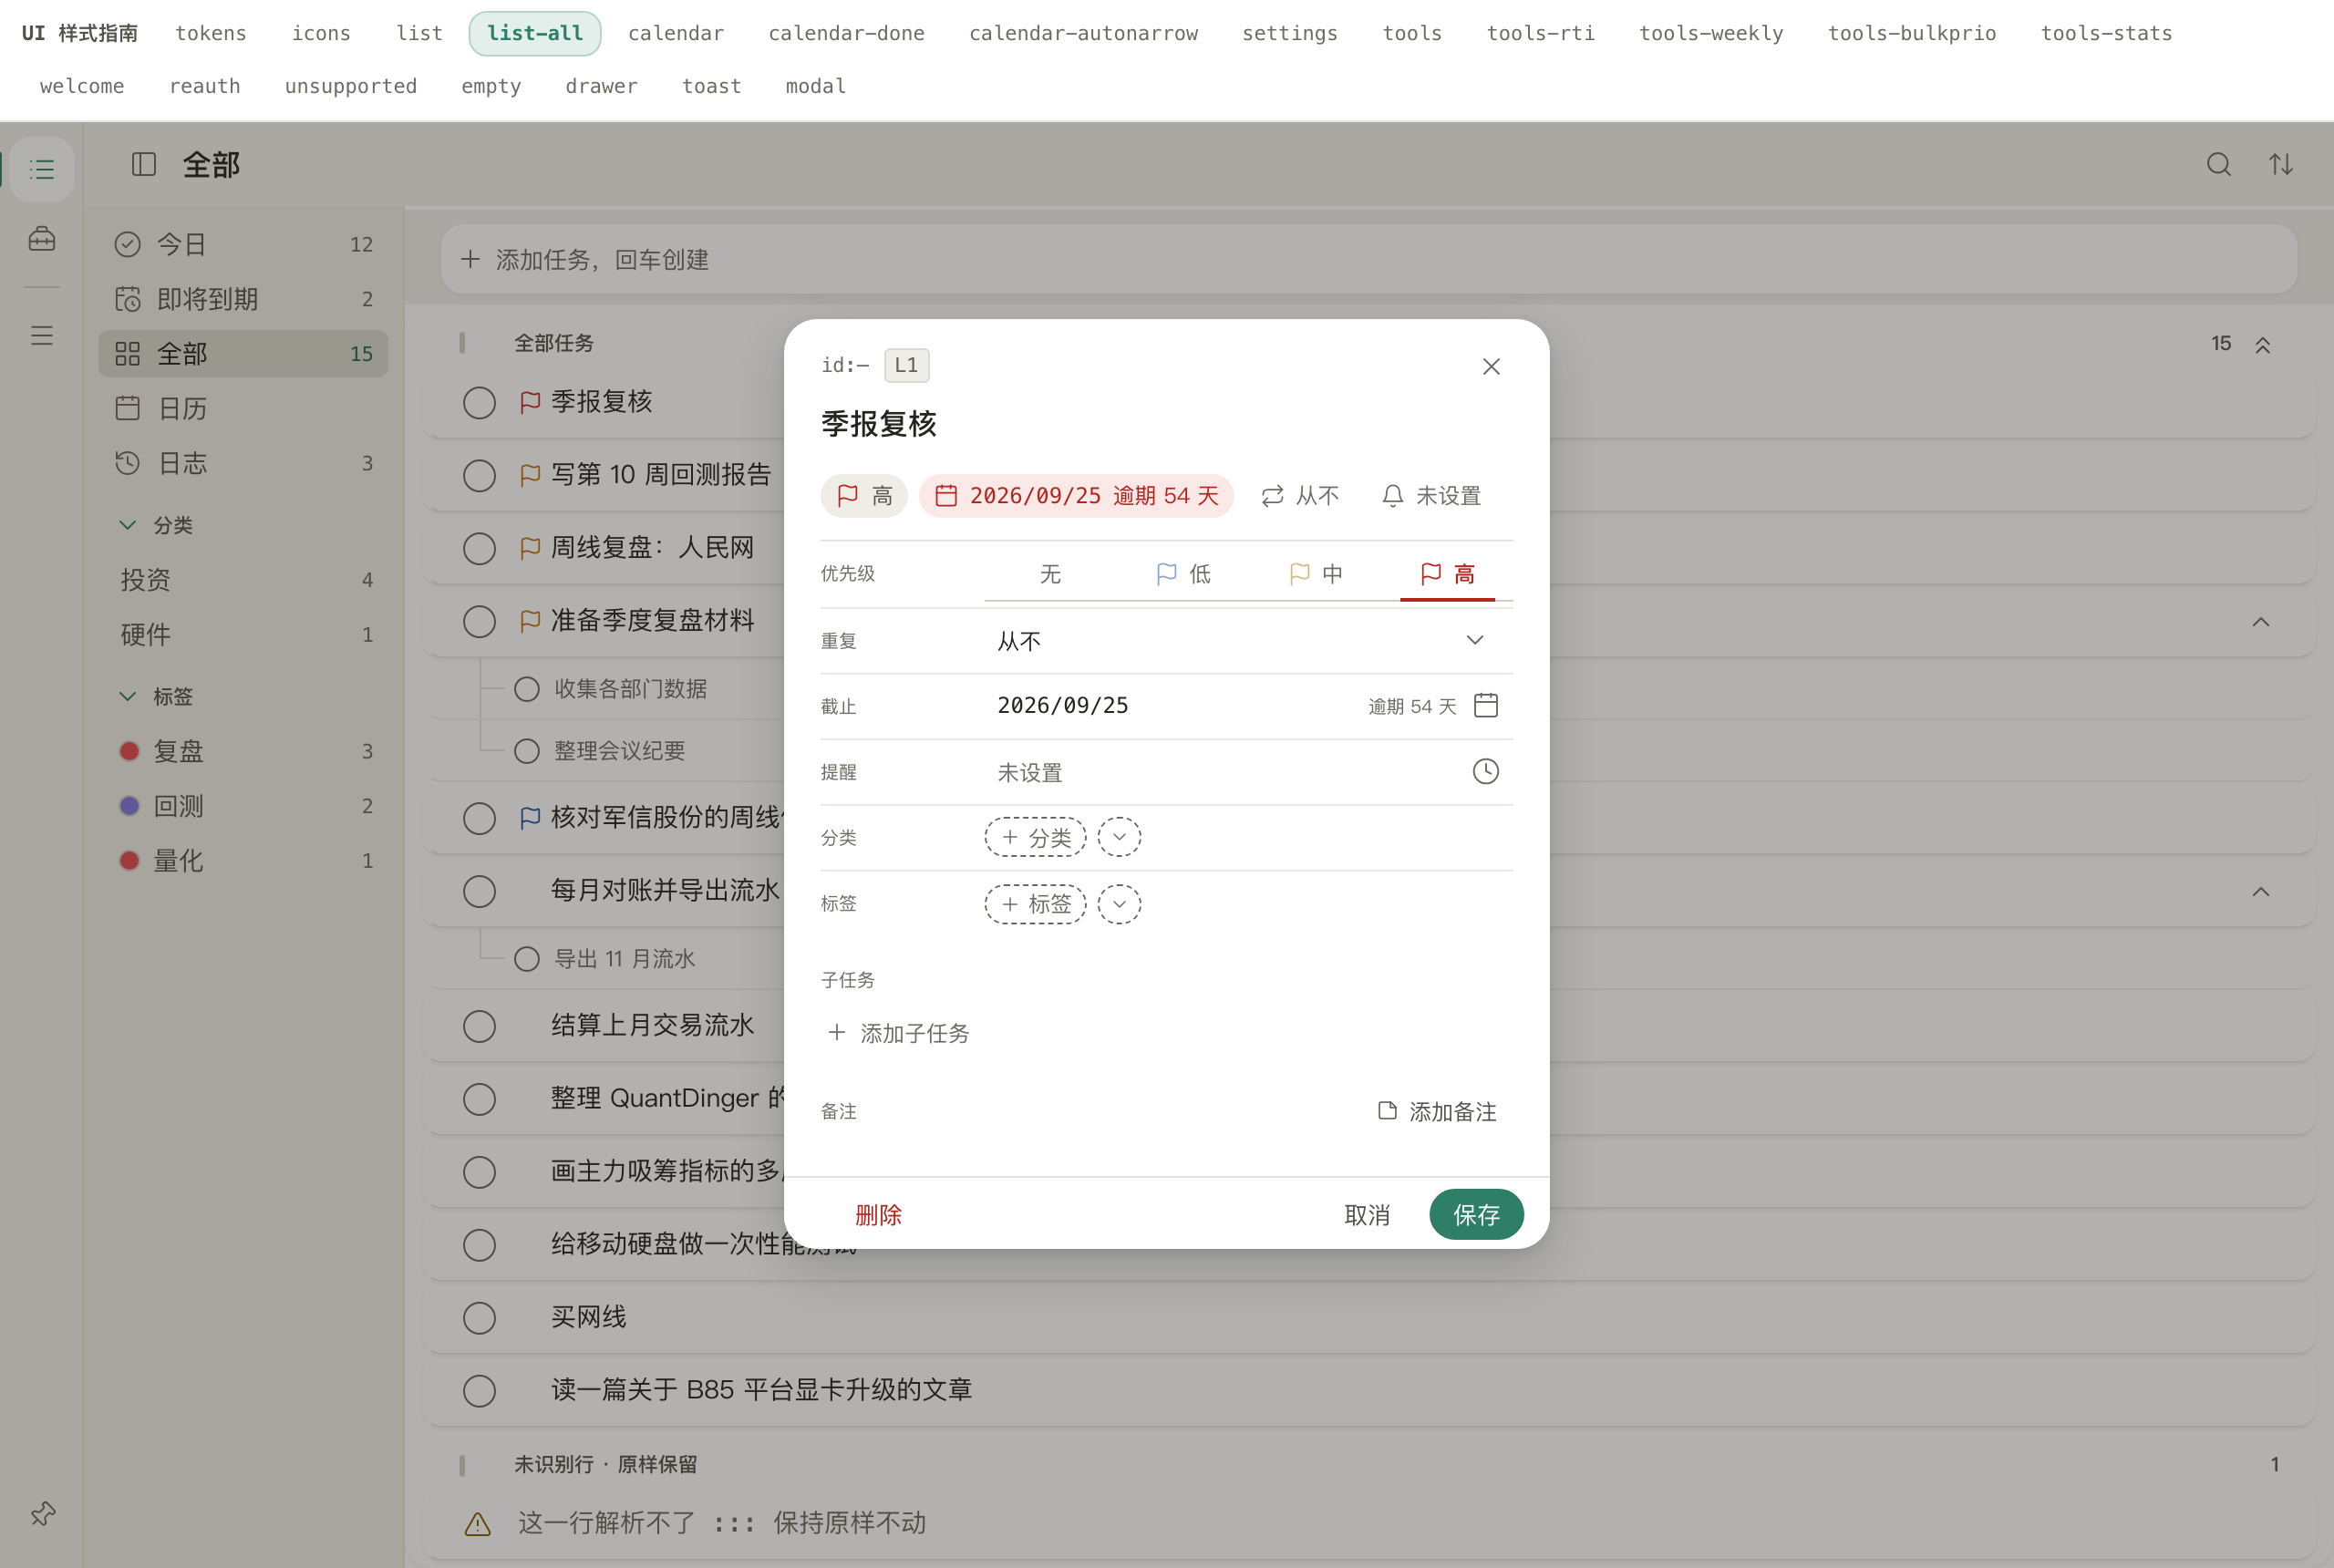 UI 样式指南 tokens icons list list-all calendar calendar-done calendar-autonarrow settings tools tools-rti tools-weekly tools-bulkprio tools-stats
welcome reauth unsupported empty drawer toast modal
全部
今日 12
即将到期 2
全部 15
日历
日志 3
分类
投资 4
硬件 1
标签
复盘 3
回测 2
量化 1
添加任务，回车创建
全部任务 15
季报复核
写第 10 周回测报告
周线复盘：人民网
准备季度复盘材料
收集各部门数据
整理会议纪要
核对军信股份的周线
每月对账并导出流水
导出 11 月流水
结算上月交易流水
整理 QuantDinger 的
画主力吸筹指标的多
给移动硬盘做一次性能测试
买网线
读一篇关于 B85 平台显卡升级的文章
未识别行 · 原样保留 1
这一行解析不了 ::: 保持原样不动
id:— L1
季报复核
高 2026/09/25 逾期 54 天 从不 未设置
优先级 无 低 中 高
重复 从不
截止 2026/09/25 逾期 54 天
提醒 未设置
分类 + 分类
标签 + 标签
子任务
+ 添加子任务
备注 添加备注
删除 取消 保存